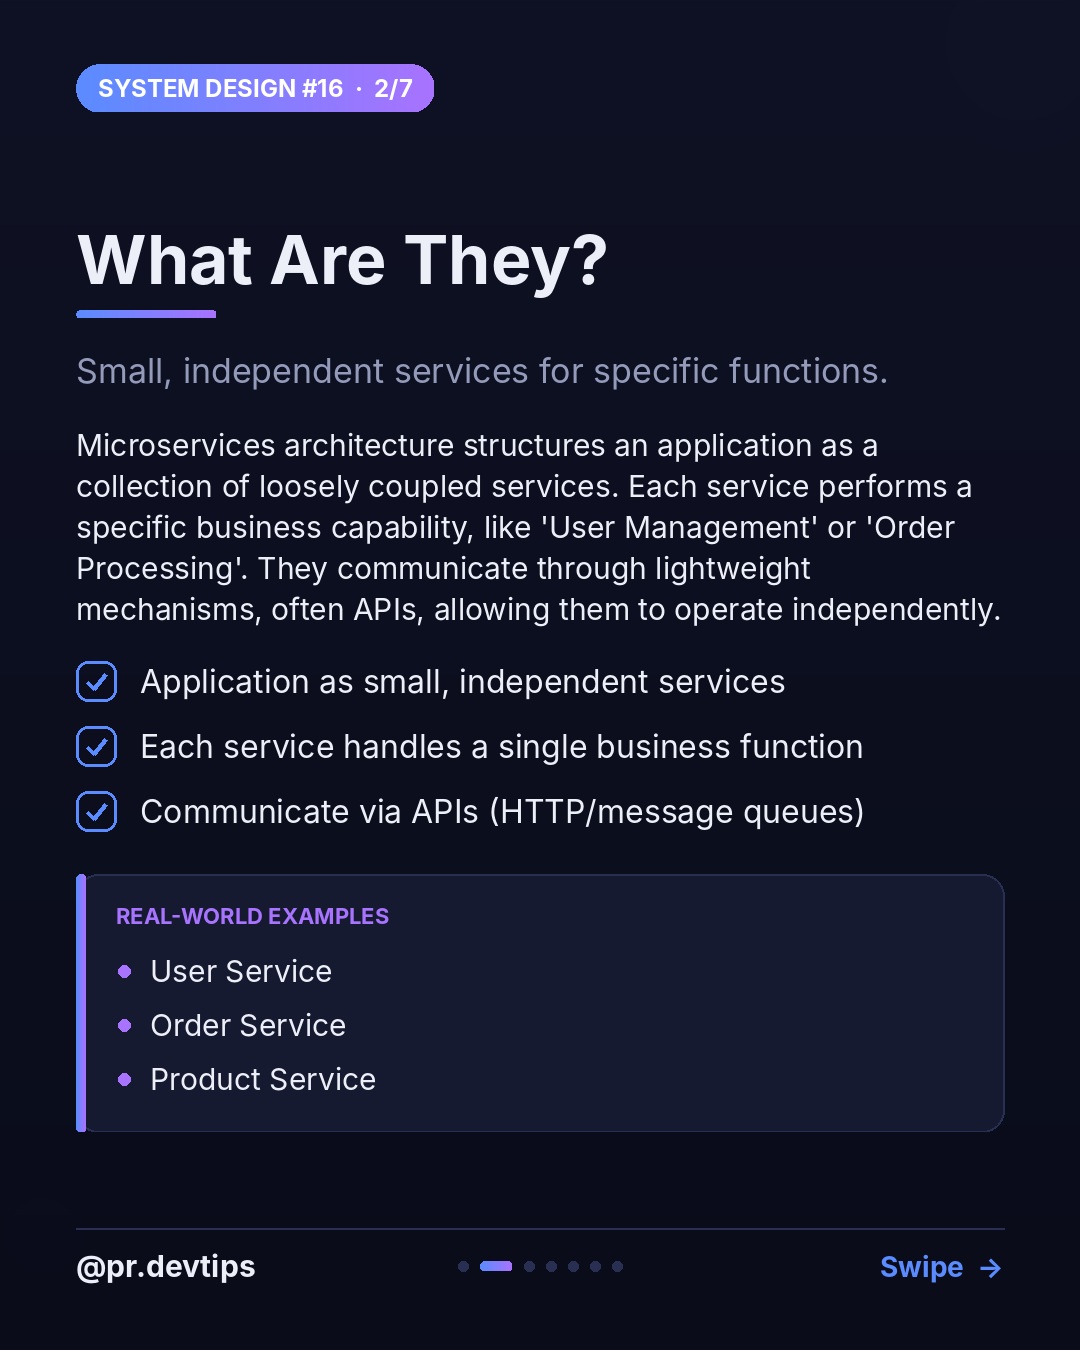 SYSTEM DESIGN #16 · 2/7
What Are They?
Small, independent services for specific functions.
Microservices architecture structures an application as a
collection of loosely coupled services. Each service performs a
specific business capability, like 'User Management' or 'Order
Processing'. They communicate through lightweight
mechanisms, often APIs, allowing them to operate independently.
Application as small, independent services
Each service handles a single business function
Communicate via APIs (HTTP/message queues)
REAL-WORLD EXAMPLES
User Service
Order Service
Product Service
@pr.devtips
Swipe →